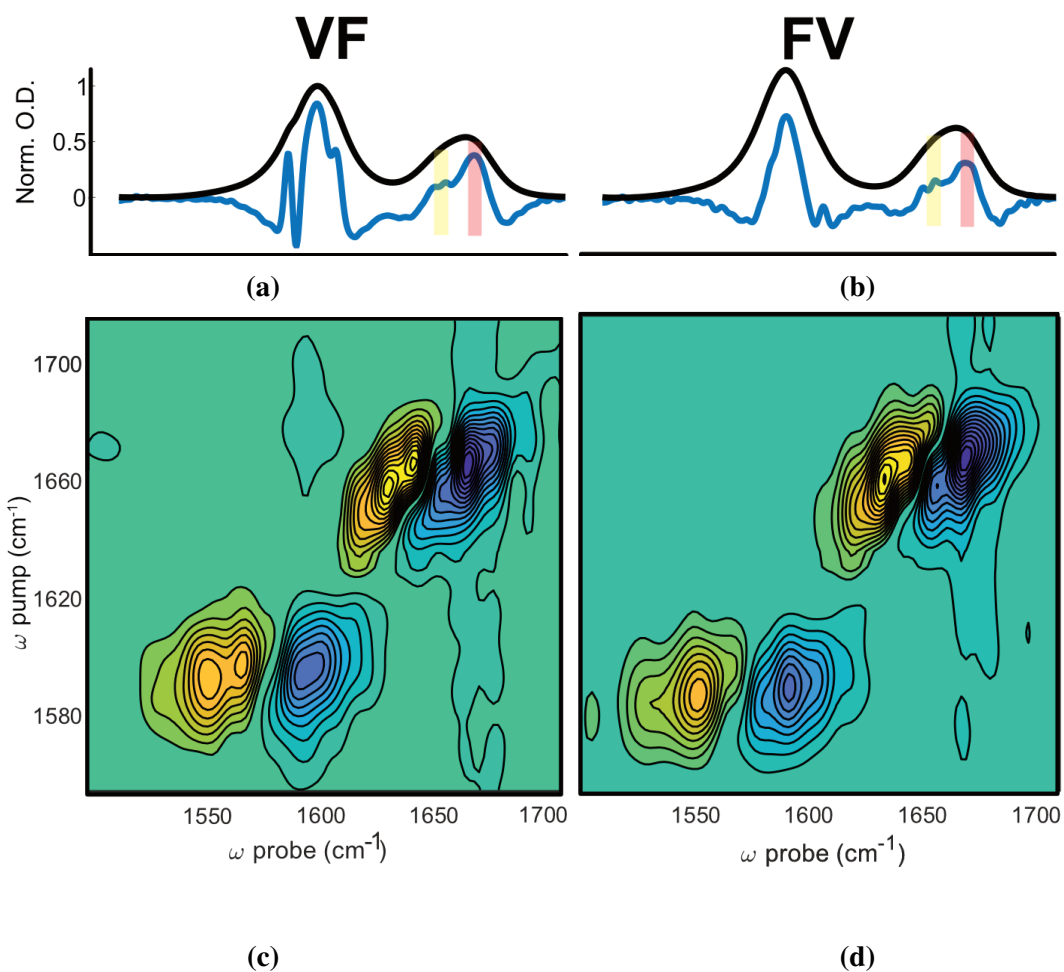 VF FV
Norm. O.D.
1
0.5
0
(a) (b)
ω pump (cm⁻¹)
1700
1660
1620
1580
1550 1600 1650 1700 1550 1600 1650 1700
ω probe (cm⁻¹) ω probe (cm⁻¹)
(c) (d)